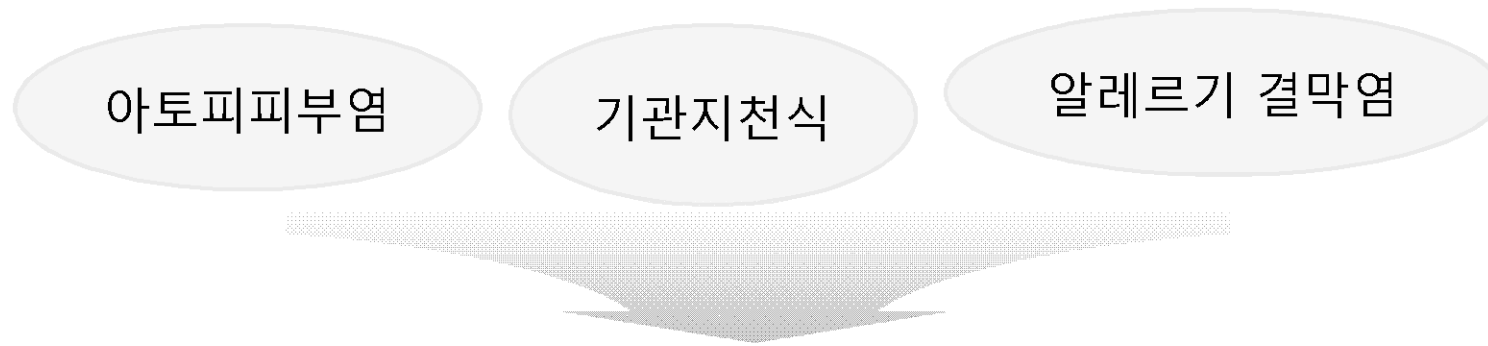 아토피피부염
기관지천식
알레르기 결막염